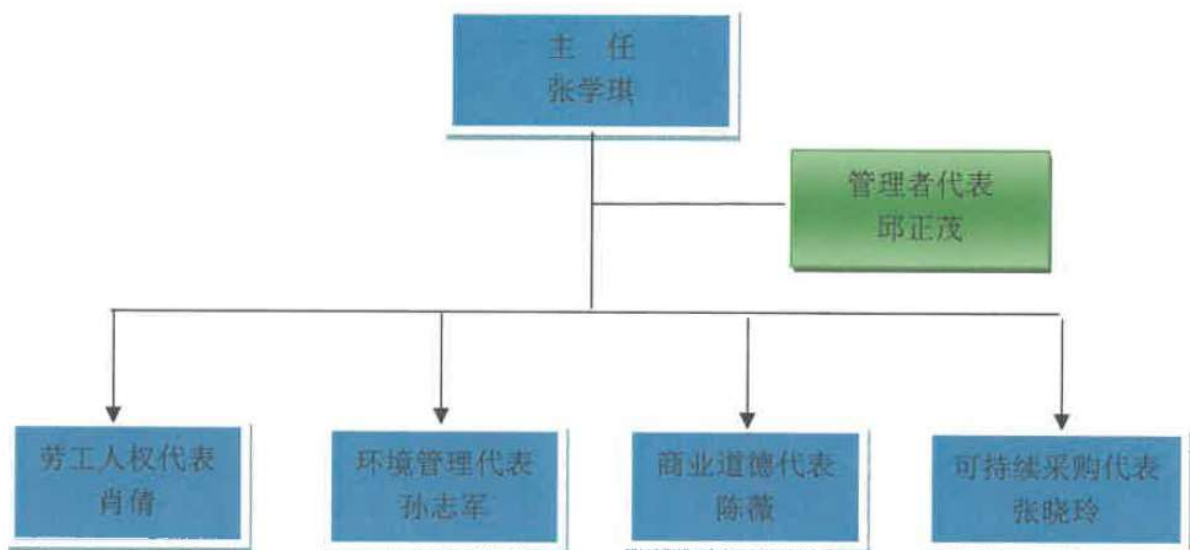 主 任
张学琪
管理者代表
邱正茂
劳工人权代表
肖倩
环境管理代表
孙志军
商业道德代表
陈薇
可持续采购代表
张晓玲